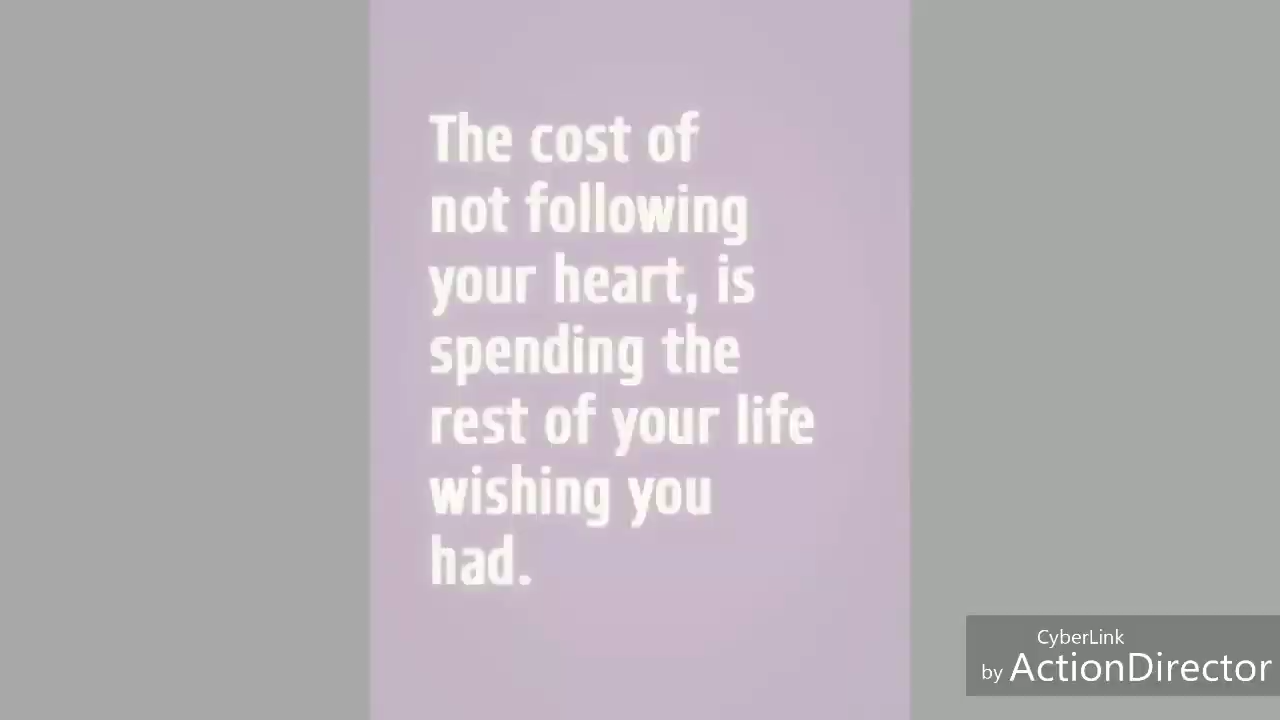 The cost of
not following
your heart, is
spending the
rest of your life
wishing you
had.
CyberLink
by ActionDirector